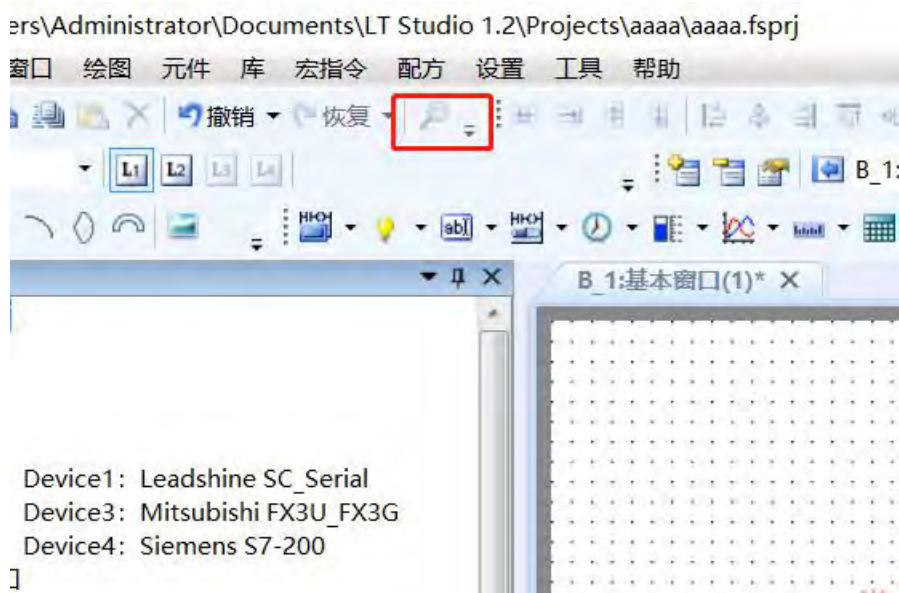 ers\Administrator\Documents\LT Studio 1.2\Projects\aaaa\aaaa.fsprj
窗口 绘图 元件 库 宏指令 配方 设置 工具 帮助
撤销 恢复
L1 L2 L3 L4 B_1:
abI
B_1:基本窗口(1)*
Device1: Leadshine SC_Serial
Device3: Mitsubishi FX3U_FX3G
Device4: Siemens S7-200